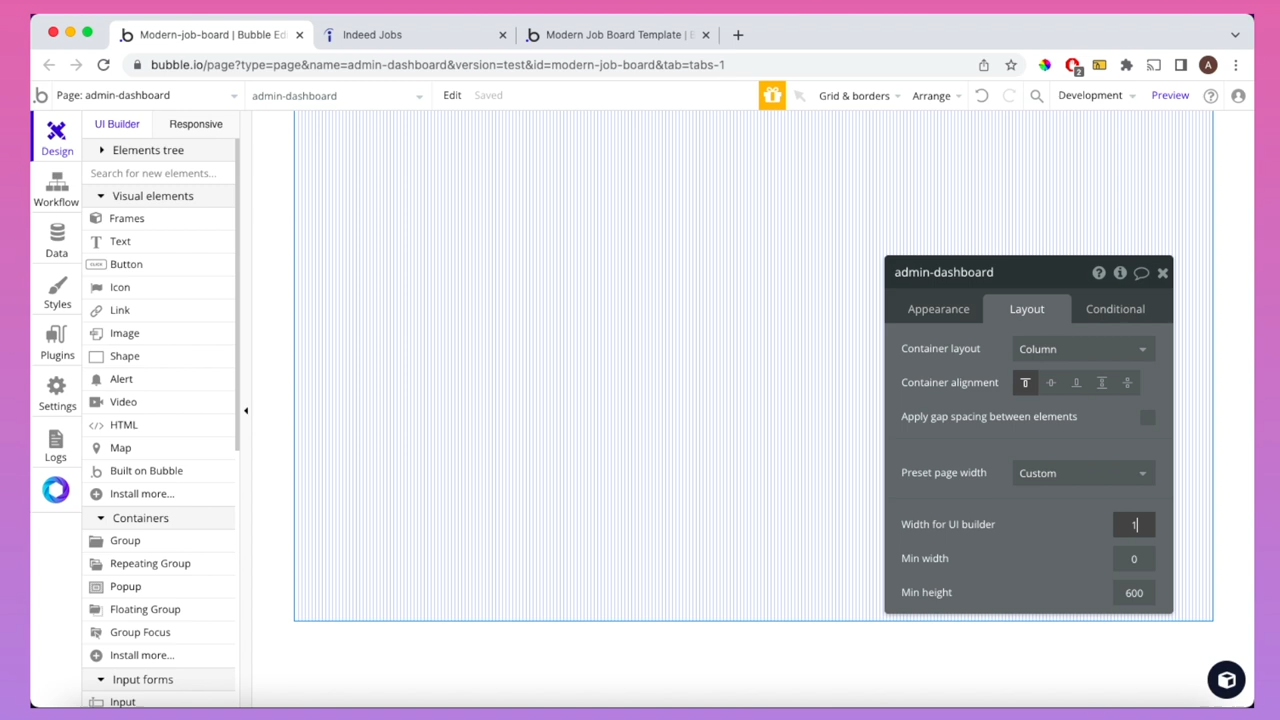 Modern-job-board | Bubble Edi
Indeed Jobs
Modern Job Board Template | B
bubble.io/page?type=page&name=admin-dashboard&version=test&id=modern-job-board&tab=tabs-1
2
A
Page: admin-dashboard
admin-dashboard
Edit
Saved
Grid & borders
Arrange
Development
Preview
Design
Workflow
Data
Styles
Plugins
Settings
Logs
UI Builder
Responsive
Elements tree
Search for new elements...
Visual elements
Frames
Text
CLICK Button
Icon
Link
Image
Shape
Alert
Video
</> HTML
Map
Built on Bubble
Install more...
Containers
Group
Repeating Group
Popup
Floating Group
Group Focus
Install more...
Input forms
Input
admin-dashboard
Appearance
Layout
Conditional
Container layout
Column
Container alignment
Apply gap spacing between elements
Preset page width
Custom
Width for UI builder
1
Min width
0
Min height
600